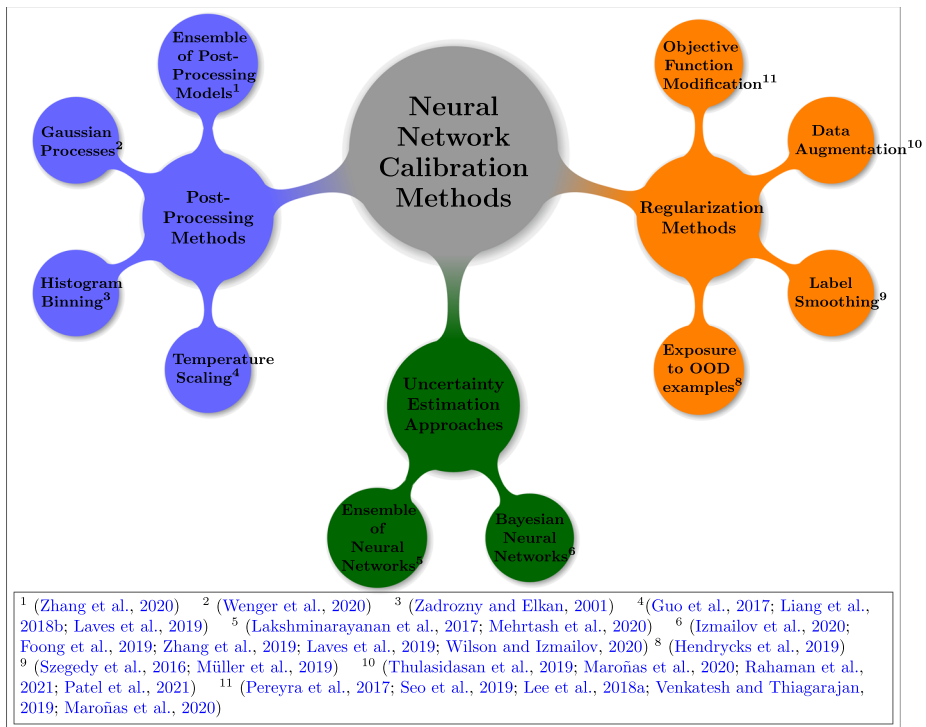 Neural
Network
Calibration
Methods
Post-
Processing
Methods
Ensemble
of Post-
Processing
Models1
Gaussian
Processes2
Histogram
Binning3
Temperature
Scaling4
Uncertainty
Estimation
Approaches
Ensemble
of
Neural
Networks5
Bayesian
Neural
Networks6
Regularization
Methods
Exposure
to OOD
examples8
Label
Smoothing9
Data
Augmentation10
Objective
Function
Modification11
1 (Zhang et al., 2020) 2 (Wenger et al., 2020) 3 (Zadrozny and Elkan, 2001) 4(Guo et al., 2017; Liang et al.,
2018b; Laves et al., 2019) 5 (Lakshminarayanan et al., 2017; Mehrtash et al., 2020) 6 (Izmailov et al., 2020;
Foong et al., 2019; Zhang et al., 2019; Laves et al., 2019; Wilson and Izmailov, 2020) 8 (Hendrycks et al., 2019)
9 (Szegedy et al., 2016; Müller et al., 2019) 10 (Thulasidasan et al., 2019; Maroñas et al., 2020; Rahaman et al.,
2021; Patel et al., 2021) 11 (Pereyra et al., 2017; Seo et al., 2019; Lee et al., 2018a; Venkatesh and Thiagarajan,
2019; Maroñas et al., 2020)